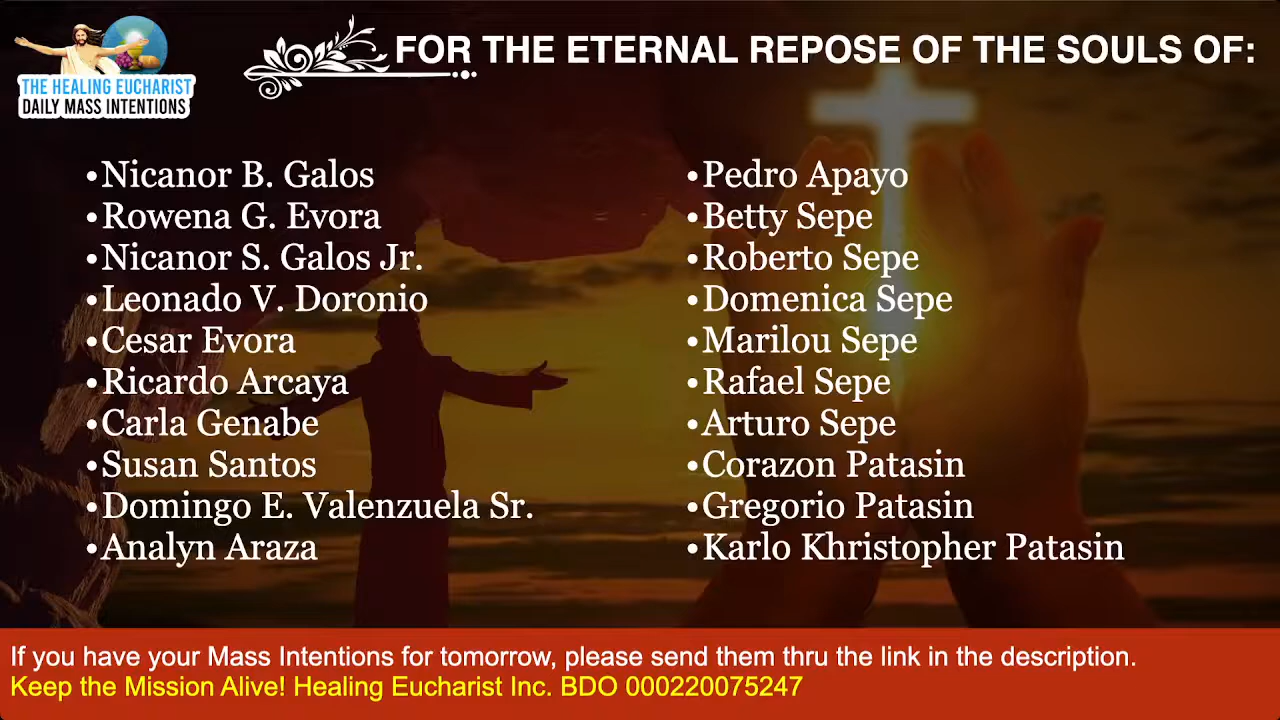 THE HEALING EUCHARIST
DAILY MASS INTENTIONS
FOR THE ETERNAL REPOSE OF THE SOULS OF:
•Nicanor B. Galos
•Rowena G. Evora
•Nicanor S. Galos Jr.
•Leonado V. Doronio
•Cesar Evora
•Ricardo Arcaya
•Carla Genabe
•Susan Santos
•Domingo E. Valenzuela Sr.
•Analyn Araza
•Pedro Apayo
•Betty Sepe
•Roberto Sepe
•Domenica Sepe
•Marilou Sepe
•Rafael Sepe
•Arturo Sepe
•Corazon Patasin
•Gregorio Patasin
•Karlo Khristopher Patasin
If you have your Mass Intentions for tomorrow, please send them thru the link in the description.
Keep the Mission Alive! Healing Eucharist Inc. BDO 000220075247